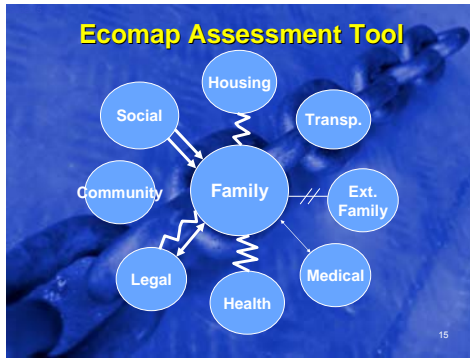 Ecomap Assessment Tool
Housing
Social
Transp.
Community
Family
Ext.
Family
Legal
Medical
Health
15